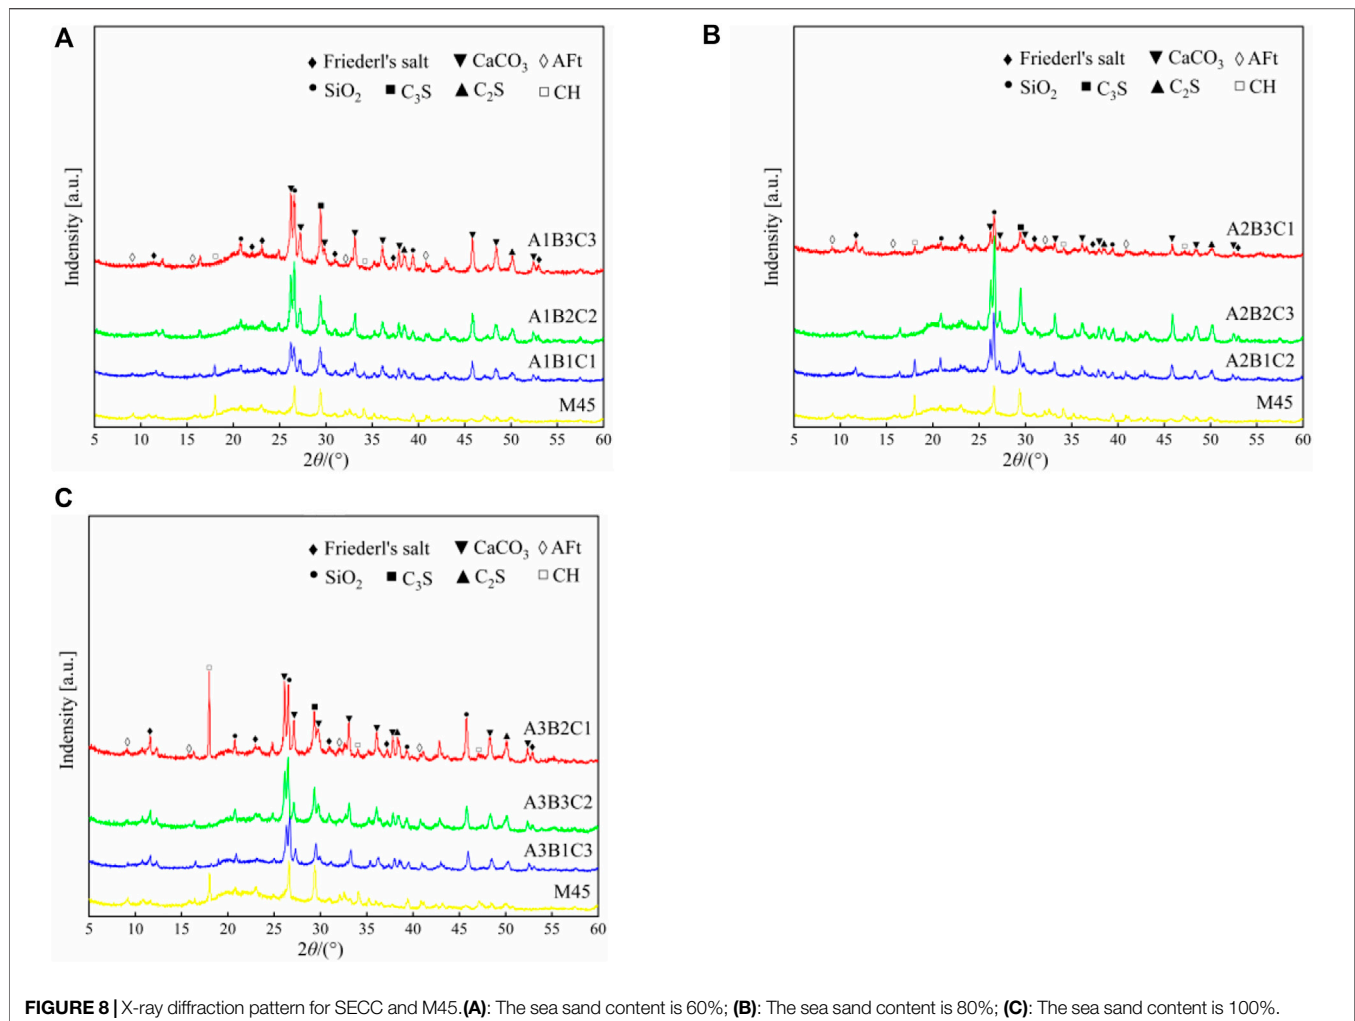 A
♦ Friederl's salt ▼ CaCO3 ◊ AFt
● SiO2 ■ C3S ▲ C2S □ CH
Indensity [a.u.]
A1B3C3
A1B2C2
A1B1C1
M45
5 10 15 20 25 30 35 40 45 50 55 60
2θ/(°)
B
♦ Friederl's salt ▼ CaCO3 ◊ AFt
● SiO2 ■ C3S ▲ C2S □ CH
Indensity [a.u.]
A2B3C1
A2B2C3
A2B1C2
M45
5 10 15 20 25 30 35 40 45 50 55 60
2θ/(°)
C
♦ Friederl's salt ▼ CaCO3 ◊ AFt
● SiO2 ■ C3S ▲ C2S □ CH
Indensity [a.u.]
A3B2C1
A3B3C2
A3B1C3
M45
5 10 15 20 25 30 35 40 45 50 55 60
2θ/(°)
FIGURE 8 | X-ray diffraction pattern for SECC and M45.(A): The sea sand content is 60%; (B): The sea sand content is 80%; (C): The sea sand content is 100%.